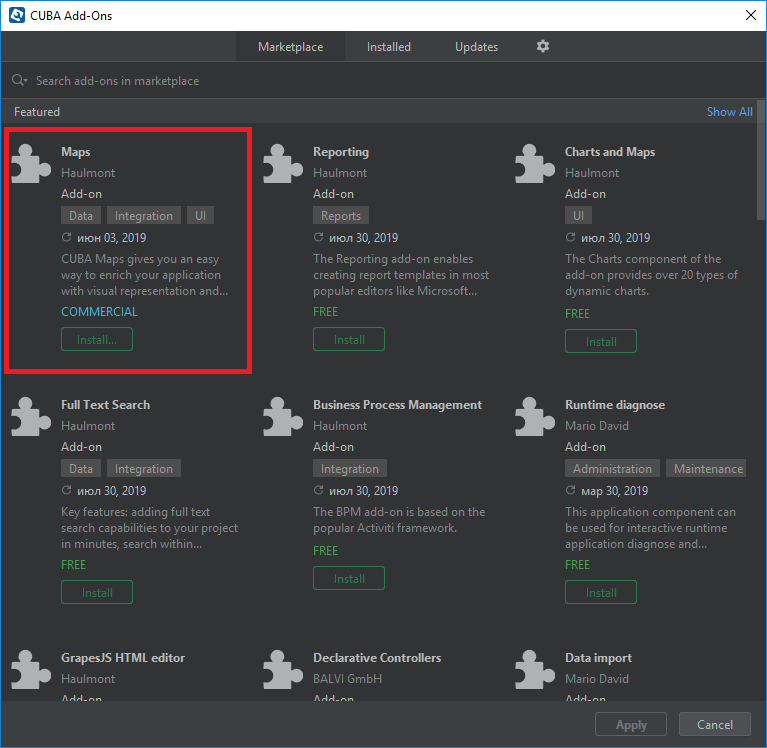 CUBA Add-Ons
Marketplace Installed Updates
Search add-ons in marketplace
Featured Show All
Maps
Haulmont
Add-on
Data Integration UI
июн 03, 2019
CUBA Maps gives you an easy
way to enrich your application
with visual representation and...
COMMERCIAL
Install...
Reporting
Haulmont
Add-on
Reports
июл 30, 2019
The Reporting add-on enables
creating report templates in most
popular editors like Microsoft...
FREE
Install
Charts and Maps
Haulmont
Add-on
UI
июл 30, 2019
The Charts component of the
add-on provides over 20 types of
dynamic charts.
FREE
Install
Full Text Search
Haulmont
Add-on
Data Integration
июл 30, 2019
Key features: adding full text
search capabilities to your project
in minutes, search within...
FREE
Install
Business Process Management
Haulmont
Add-on
Integration
июл 30, 2019
The BPM add-on is based on the
popular Activiti framework.
FREE
Install
Runtime diagnose
Mario David
Add-on
Administration Maintenance
мар 30, 2019
This application component can
be used for interactive runtime
application diagnose and...
FREE
Install
GrapesJS HTML editor
Haulmont
Add-on
Declarative Controllers
BALVI GmbH
Add-on
Data import
Mario David
Add-on
Apply Cancel